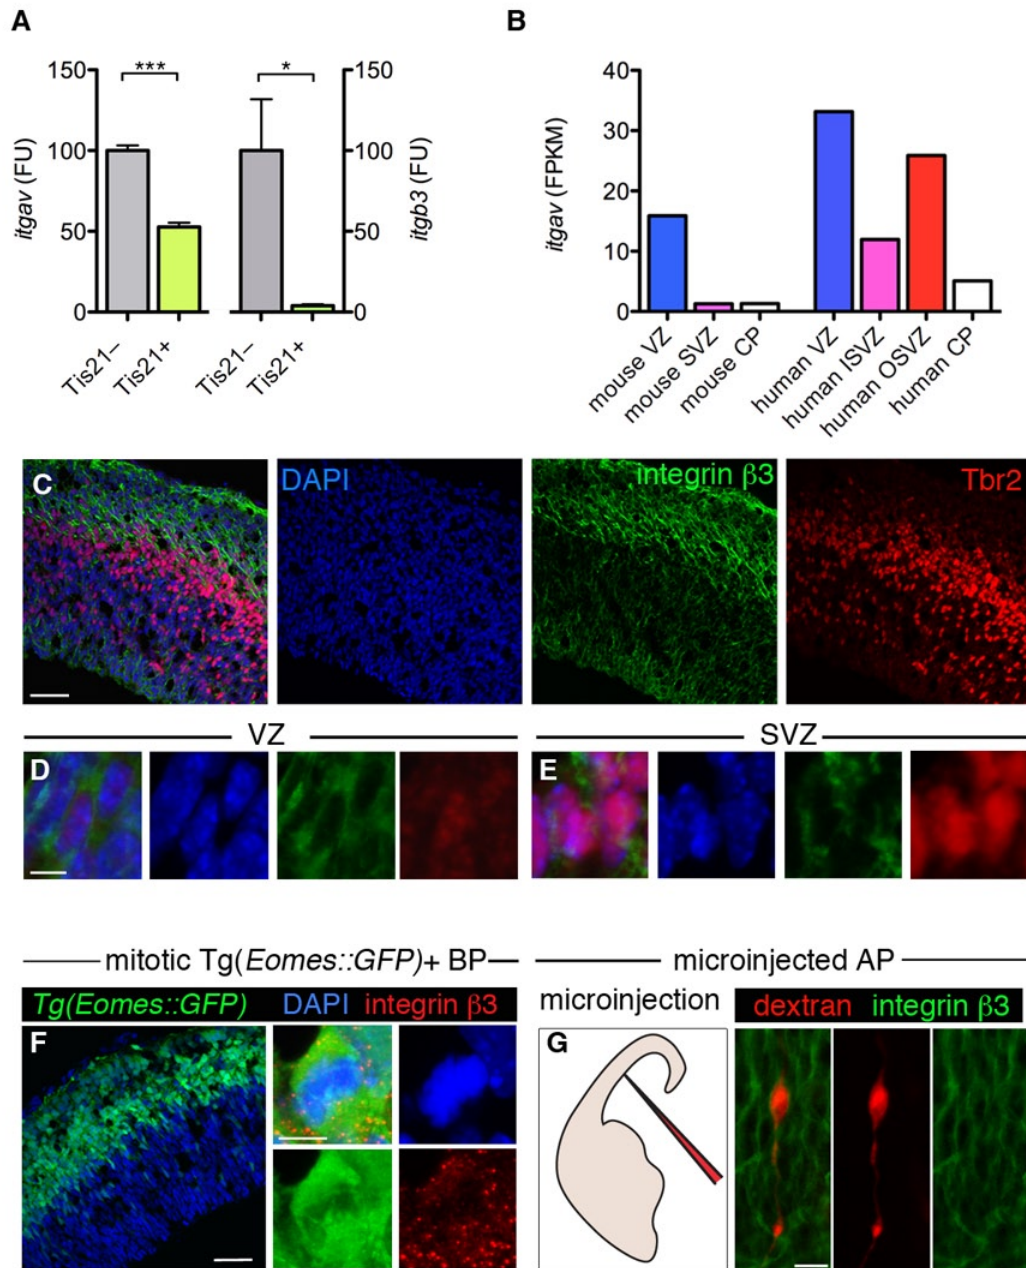 A
150
100
50
0
itgav (FU)
***
*
150
100
50
0
itgb3 (FU)
Tis21–
Tis21+
Tis21–
Tis21+
B
40
30
20
10
0
itgav (FPKM)
mouse VZ
mouse SVZ
mouse CP
human VZ
human ISVZ
human OSVZ
human CP
C
DAPI
integrin β3
Tbr2
VZ
SVZ
D
E
mitotic Tg(Eomes::GFP)+ BP
microinjected AP
Tg(Eomes::GFP)
DAPI
integrin β3
microinjection
dextran
integrin β3
F
G